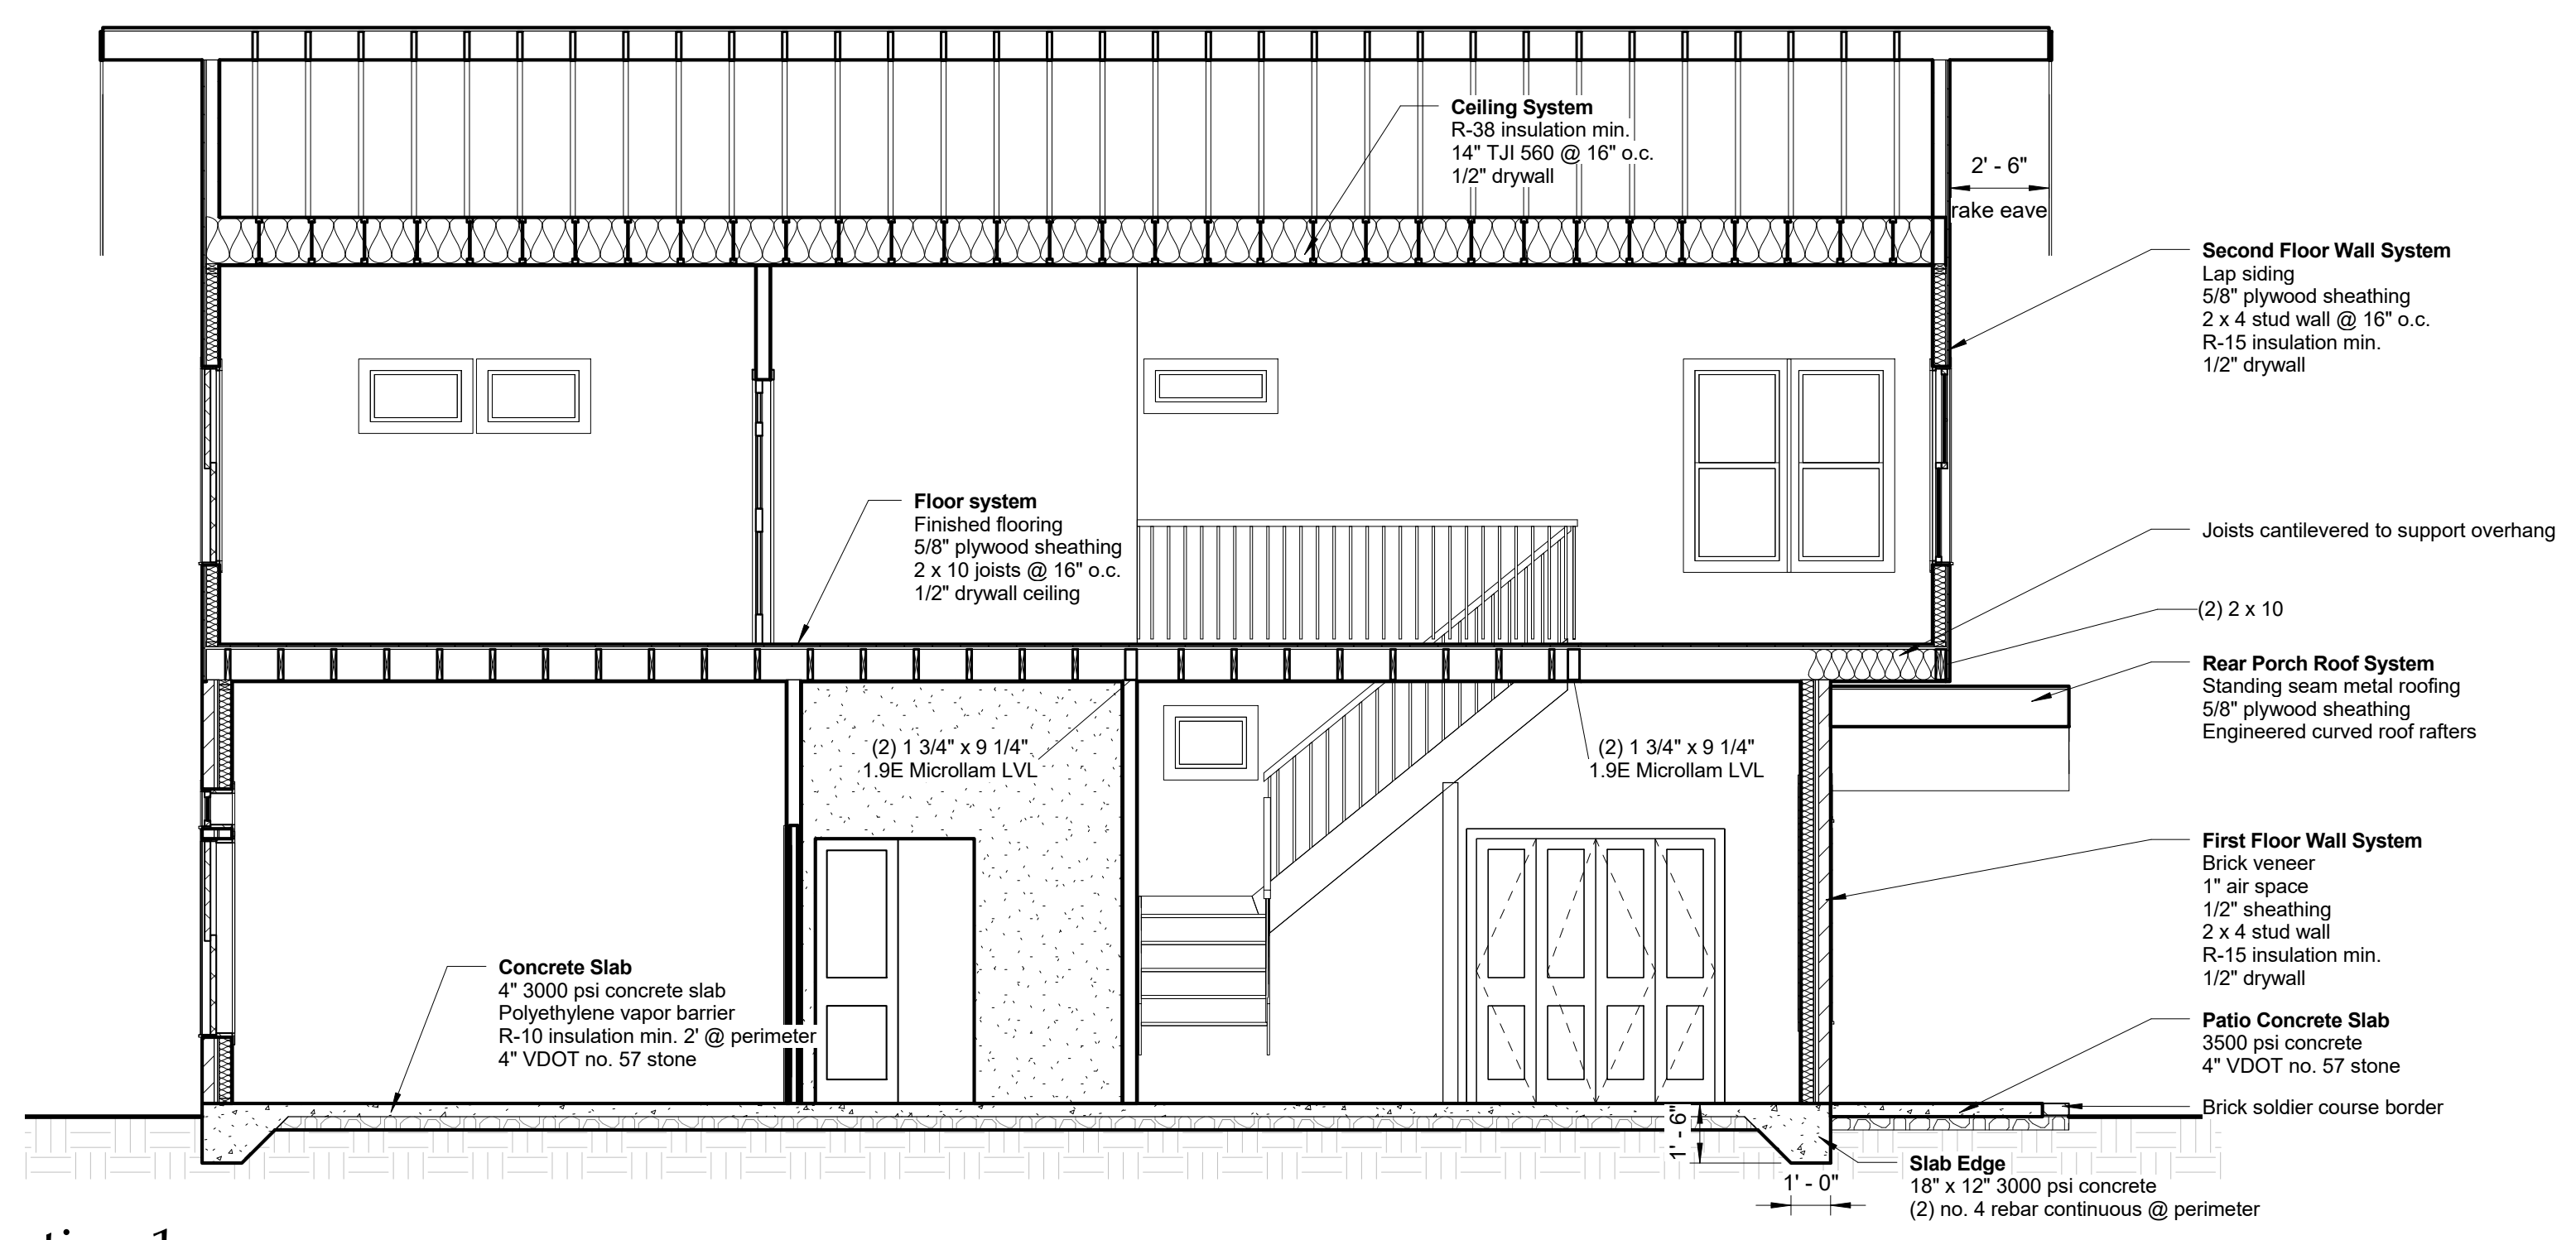 Ceiling System
R-38 insulation min.
14" TJI 560 @ 16" o.c.
1/2" drywall
2' - 6"
rake eave
Second Floor Wall System
Lap siding
5/8" plywood sheathing
2 x 4 stud wall @ 16" o.c.
R-15 insulation min.
1/2" drywall
Floor system
Finished flooring
5/8" plywood sheathing
2 x 10 joists @ 16" o.c.
1/2" drywall ceiling
Joists cantilevered to support overhang
(2) 2 x 10
Rear Porch Roof System
Standing seam metal roofing
5/8" plywood sheathing
Engineered curved roof rafters
(2) 1 3/4" x 9 1/4"
1.9E Microllam LVL
(2) 1 3/4" x 9 1/4"
1.9E Microllam LVL
First Floor Wall System
Brick veneer
1" air space
1/2" sheathing
2 x 4 stud wall
R-15 insulation min.
1/2" drywall
Concrete Slab
4" 3000 psi concrete slab
Polyethylene vapor barrier
R-10 insulation min. 2' @ perimeter
4" VDOT no. 57 stone
Patio Concrete Slab
3500 psi concrete
4" VDOT no. 57 stone
Brick soldier course border
1' - 6"
1' - 0"
Slab Edge
18" x 12" 3000 psi concrete
(2) no. 4 rebar continuous @ perimeter